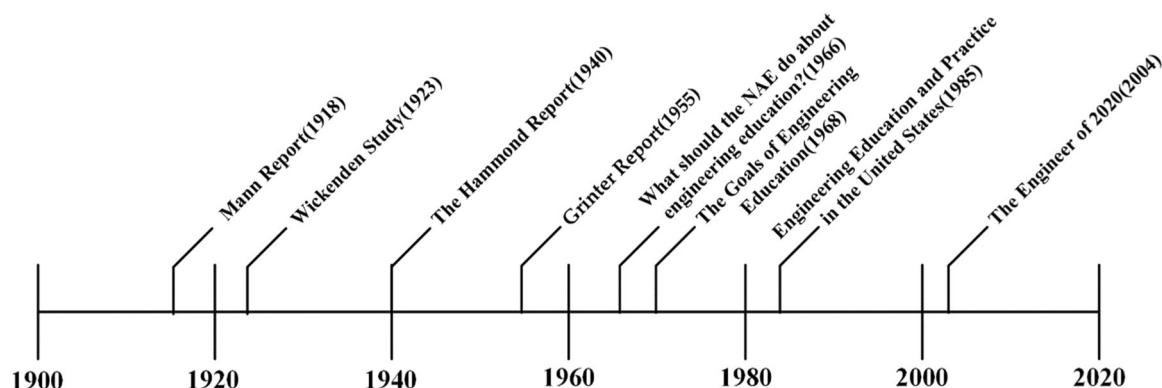 Mann Report(1918)
Wickenden Study(1923)
The Hammond Report(1940)
Grinter Report(1955)
What should the NAE do about
engineering education?(1966)
The Goals of Engineering
Education(1968)
Engineering Education and Practice
in the United States(1985)
The Engineer of 2020(2004)
1900
1920
1940
1960
1980
2000
2020